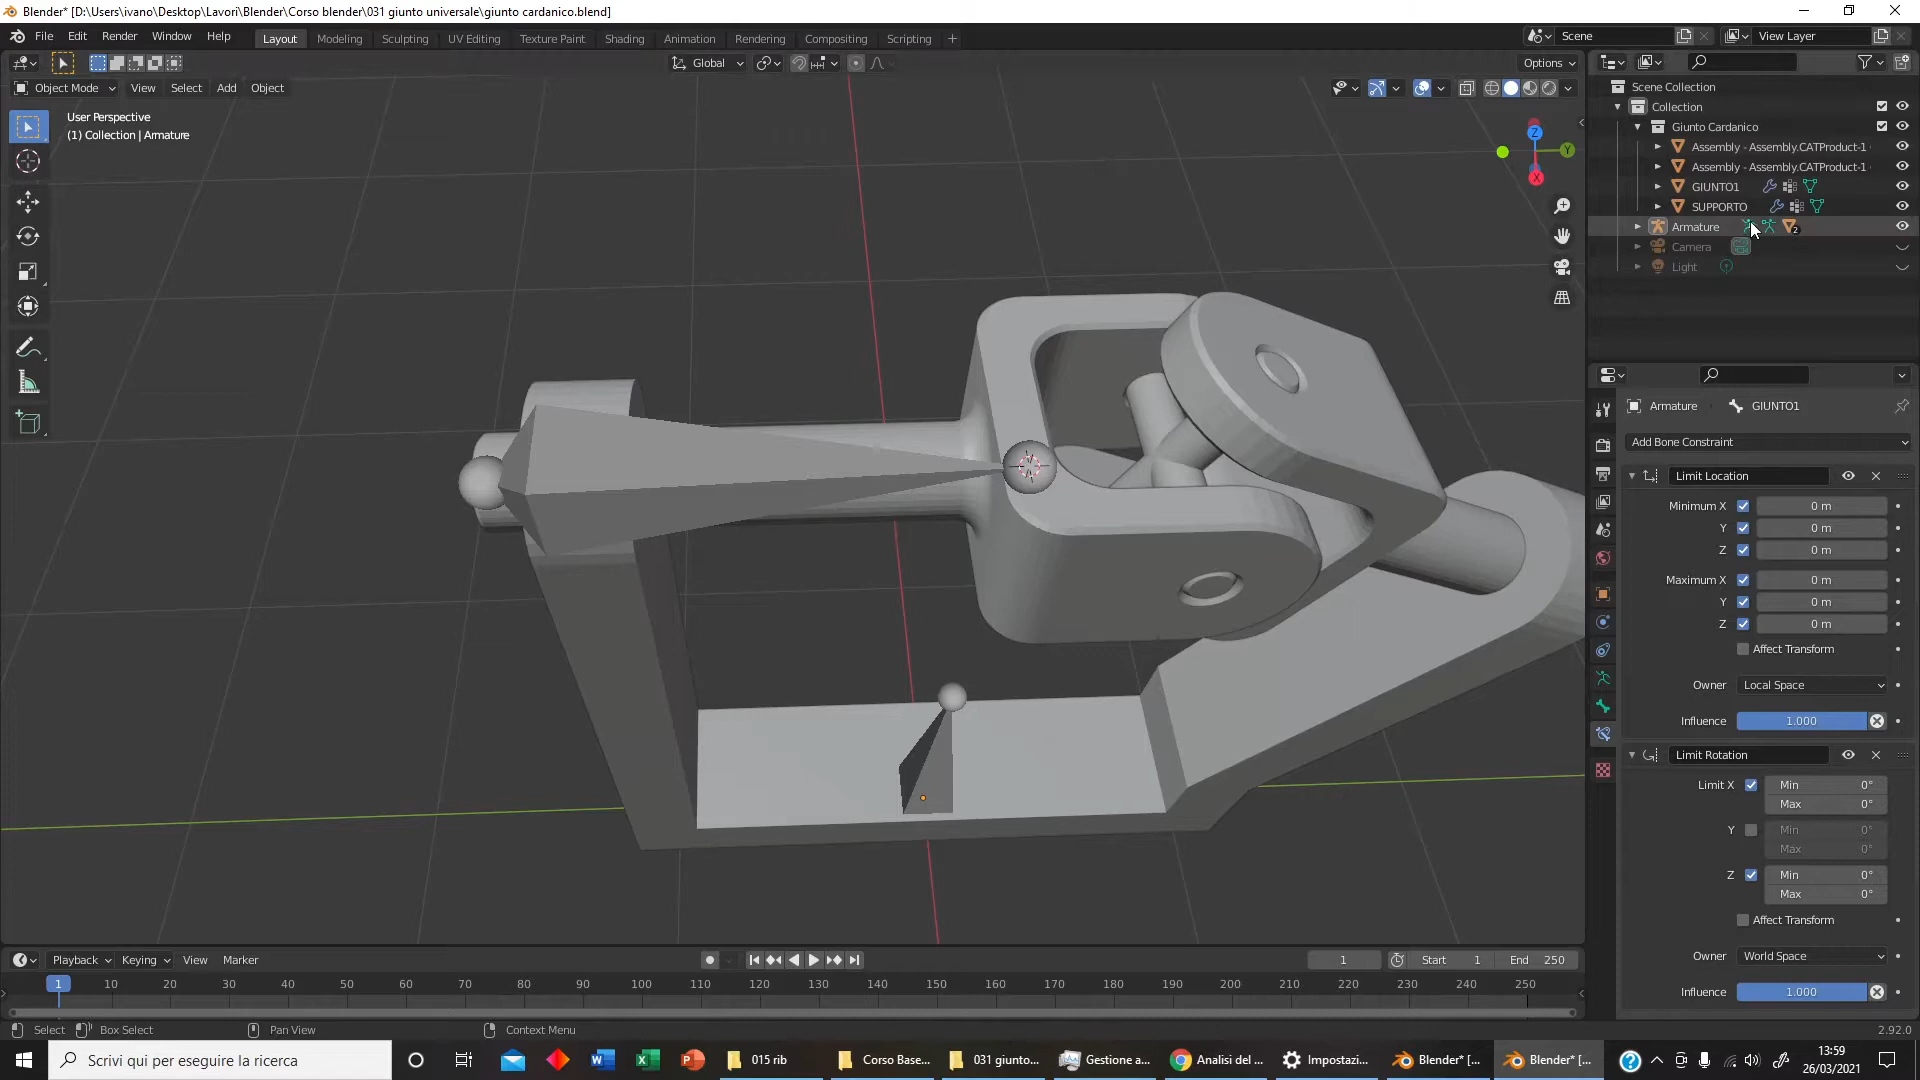 Blender* [D:\Users\ivano\Desktop\Lavori\Blender\Corso blender\031 giunto universale\giunto cardanico.blend]
File Edit Render Window Help Layout Modeling Sculpting UV Editing Texture Paint Shading Animation Rendering Compositing Scripting + Scene View Layer
Global Options
Object Mode View Select Add Object
User Perspective
(1) Collection | Armature
Z
Y
X
Scene Collection
Collection
Giunto Cardanico
Assembly - Assembly.CATProduct-1
Assembly - Assembly.CATProduct-1
GIUNTO1
SUPPORTO
Armature 2
Camera
Light
Armature GIUNTO1
Add Bone Constraint
Limit Location
Minimum X 0 m
Y 0 m
Z 0 m
Maximum X 0 m
Y 0 m
Z 0 m
Affect Transform
Owner Local Space
Influence 1.000
Limit Rotation
Limit X Min 0°
Max 0°
Y Min 0°
Max 0°
Z Min 0°
Max 0°
Affect Transform
Owner World Space
Influence 1.000
Playback Keying View Marker 1 Start 1 End 250
1 10 20 30 40 50 60 70 80 90 100 110 120 130 140 150 160 170 180 190 200 210 220 230 240 250
Select Box Select Pan View Context Menu 2.92.0
Scrivi qui per eseguire la ricerca 015 rib Corso Base... 031 giunto... Gestione a... Analisi del ... Impostazi... Blender* [... Blender* [...
13:59
26/03/2021